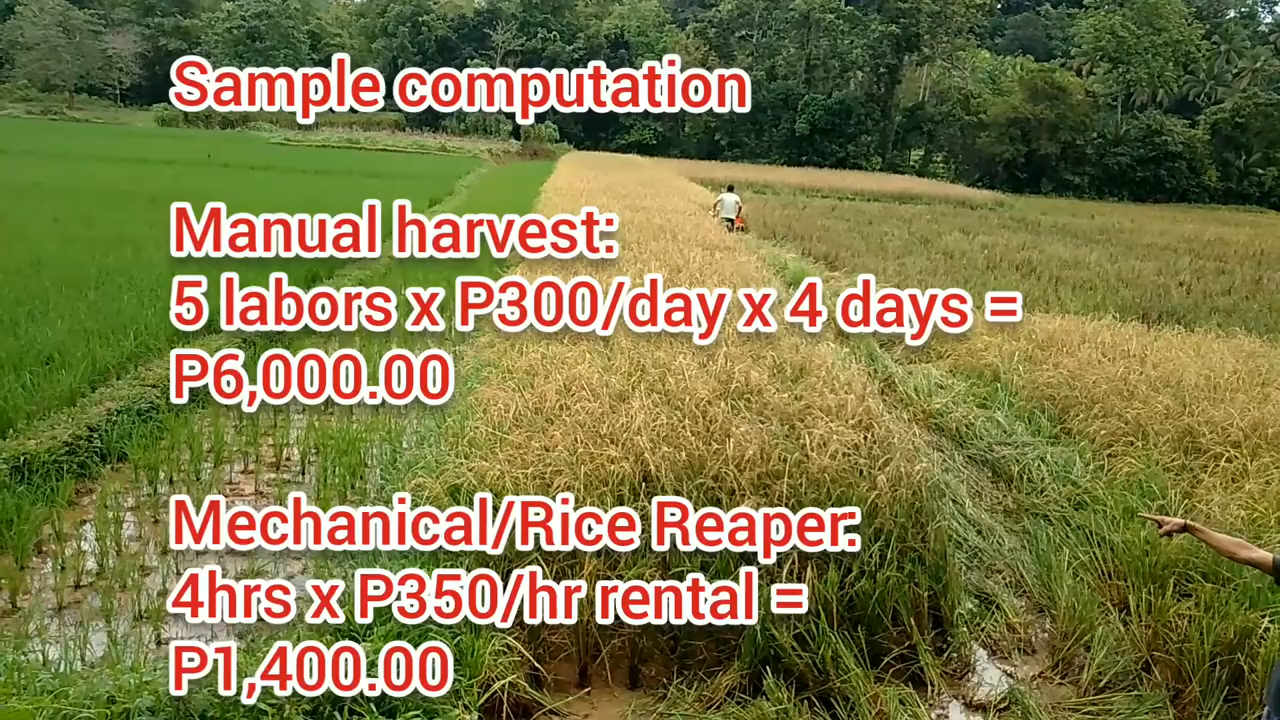 Sample computation
Manual harvest:
5 labors x P300/day x 4 days =
P6,000.00
Mechanical/Rice Reaper:
4hrs x P350/hr rental =
P1,400.00